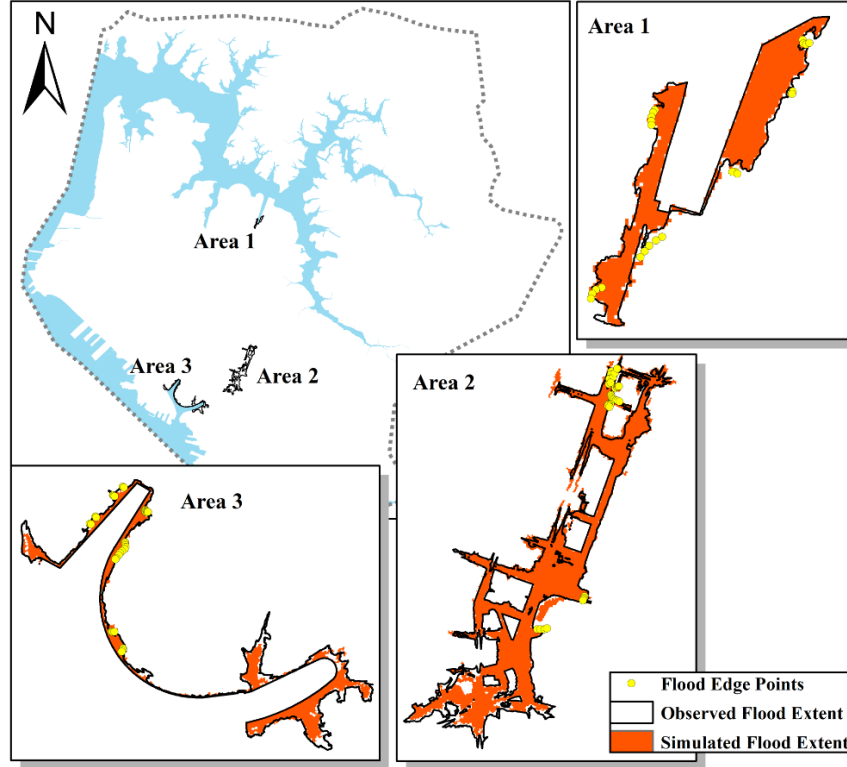 N
Area 1
Area 1
Area 3
Area 2
Area 2
Area 3
Flood Edge Points
Observed Flood Extent
Simulated Flood Extent